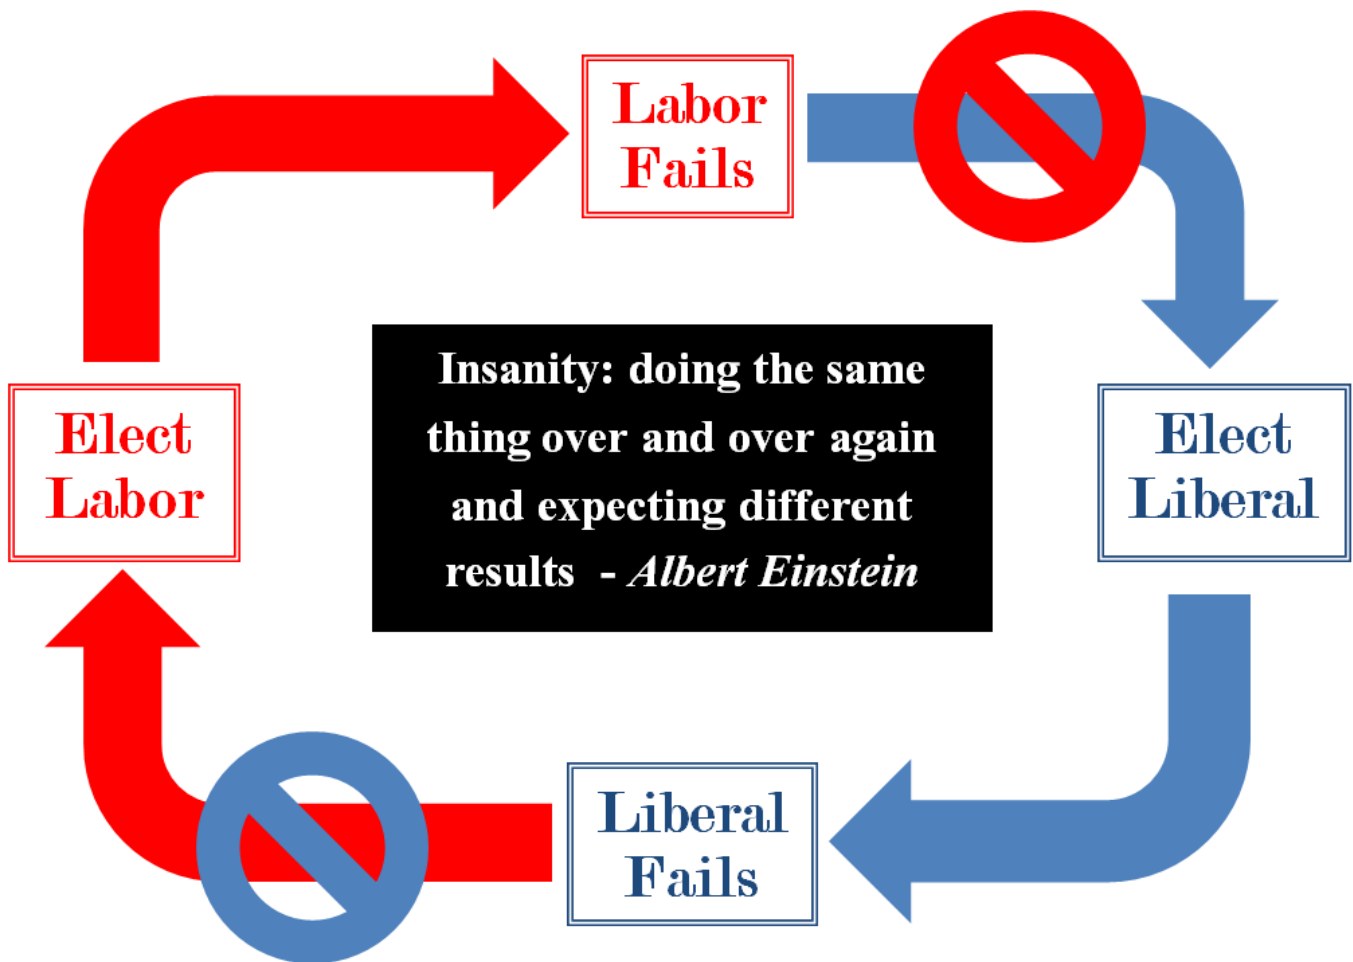 Labor
Fails
Elect
Labor
Insanity: doing the same
thing over and over again
and expecting different
results - Albert Einstein
Elect
Liberal
Liberal
Fails